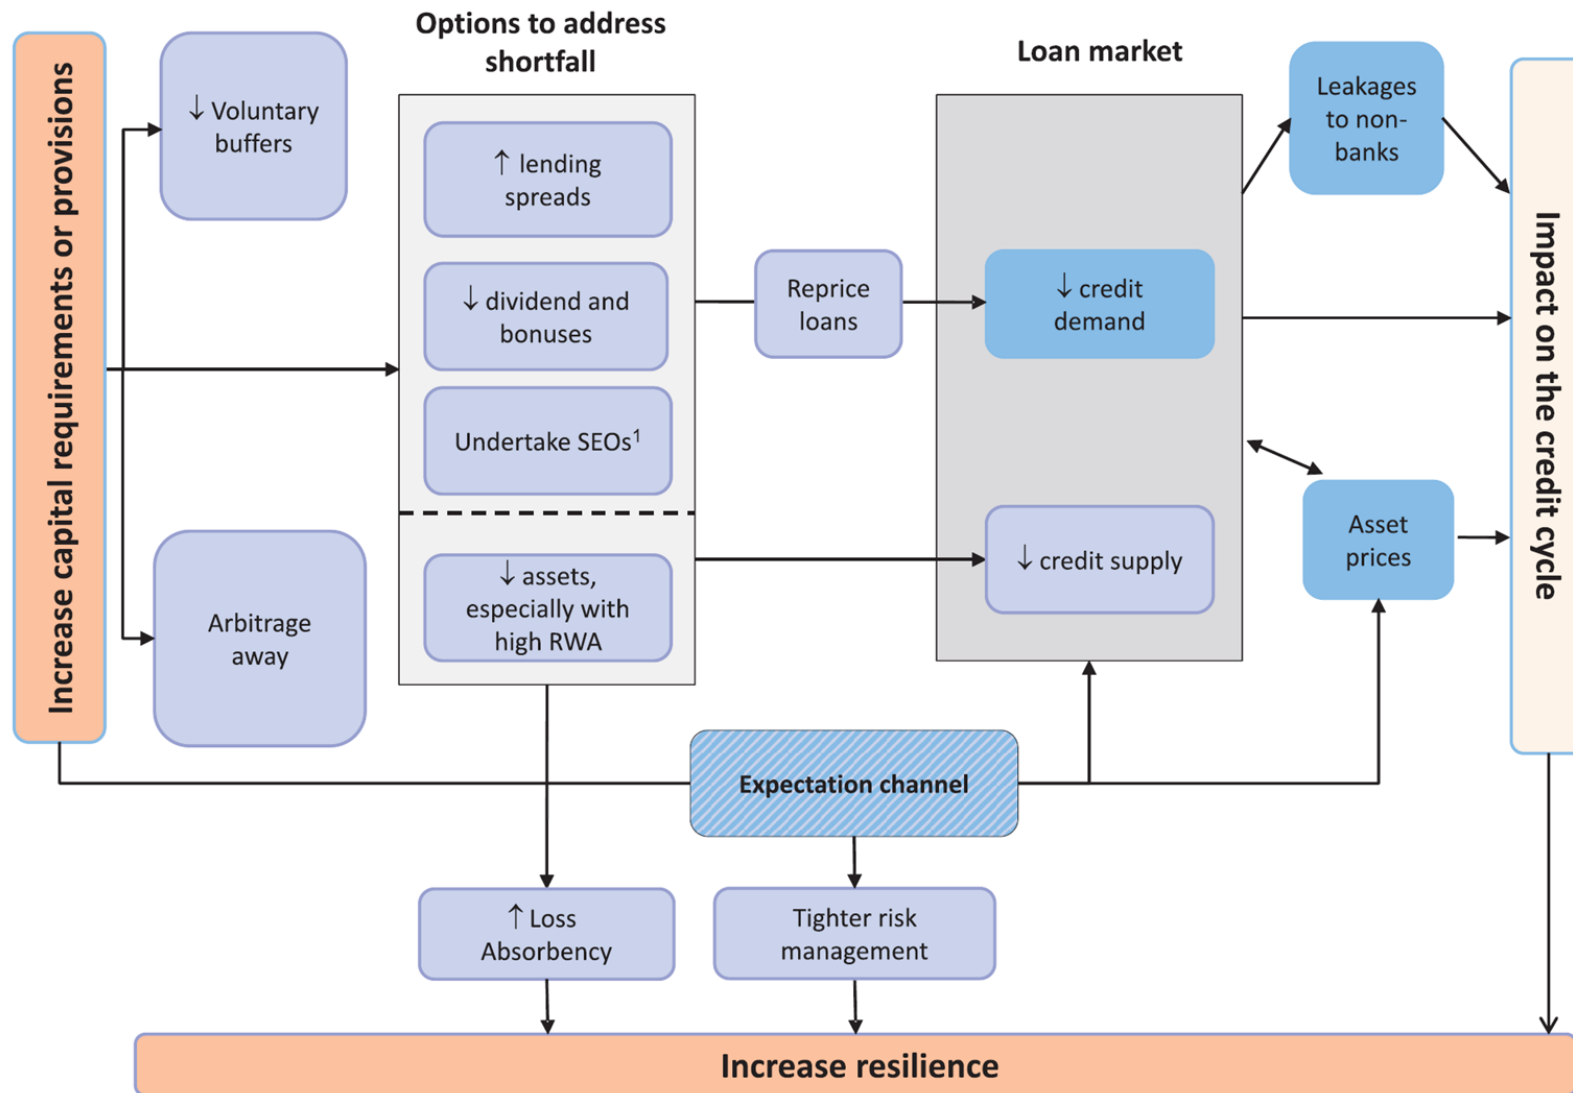 Increase capital requirements or provisions
↓ Voluntary
buffers
Arbitrage
away
Options to address
shortfall
↑ lending
spreads
↓ dividend and
bonuses
Undertake SEOs¹
↓ assets,
especially with
high RWA
Reprice
loans
Loan market
↓ credit
demand
↓ credit supply
Leakages
to non-
banks
Asset
prices
Impact on the credit cycle
Expectation channel
↑ Loss
Absorbency
Tighter risk
management
Increase resilience